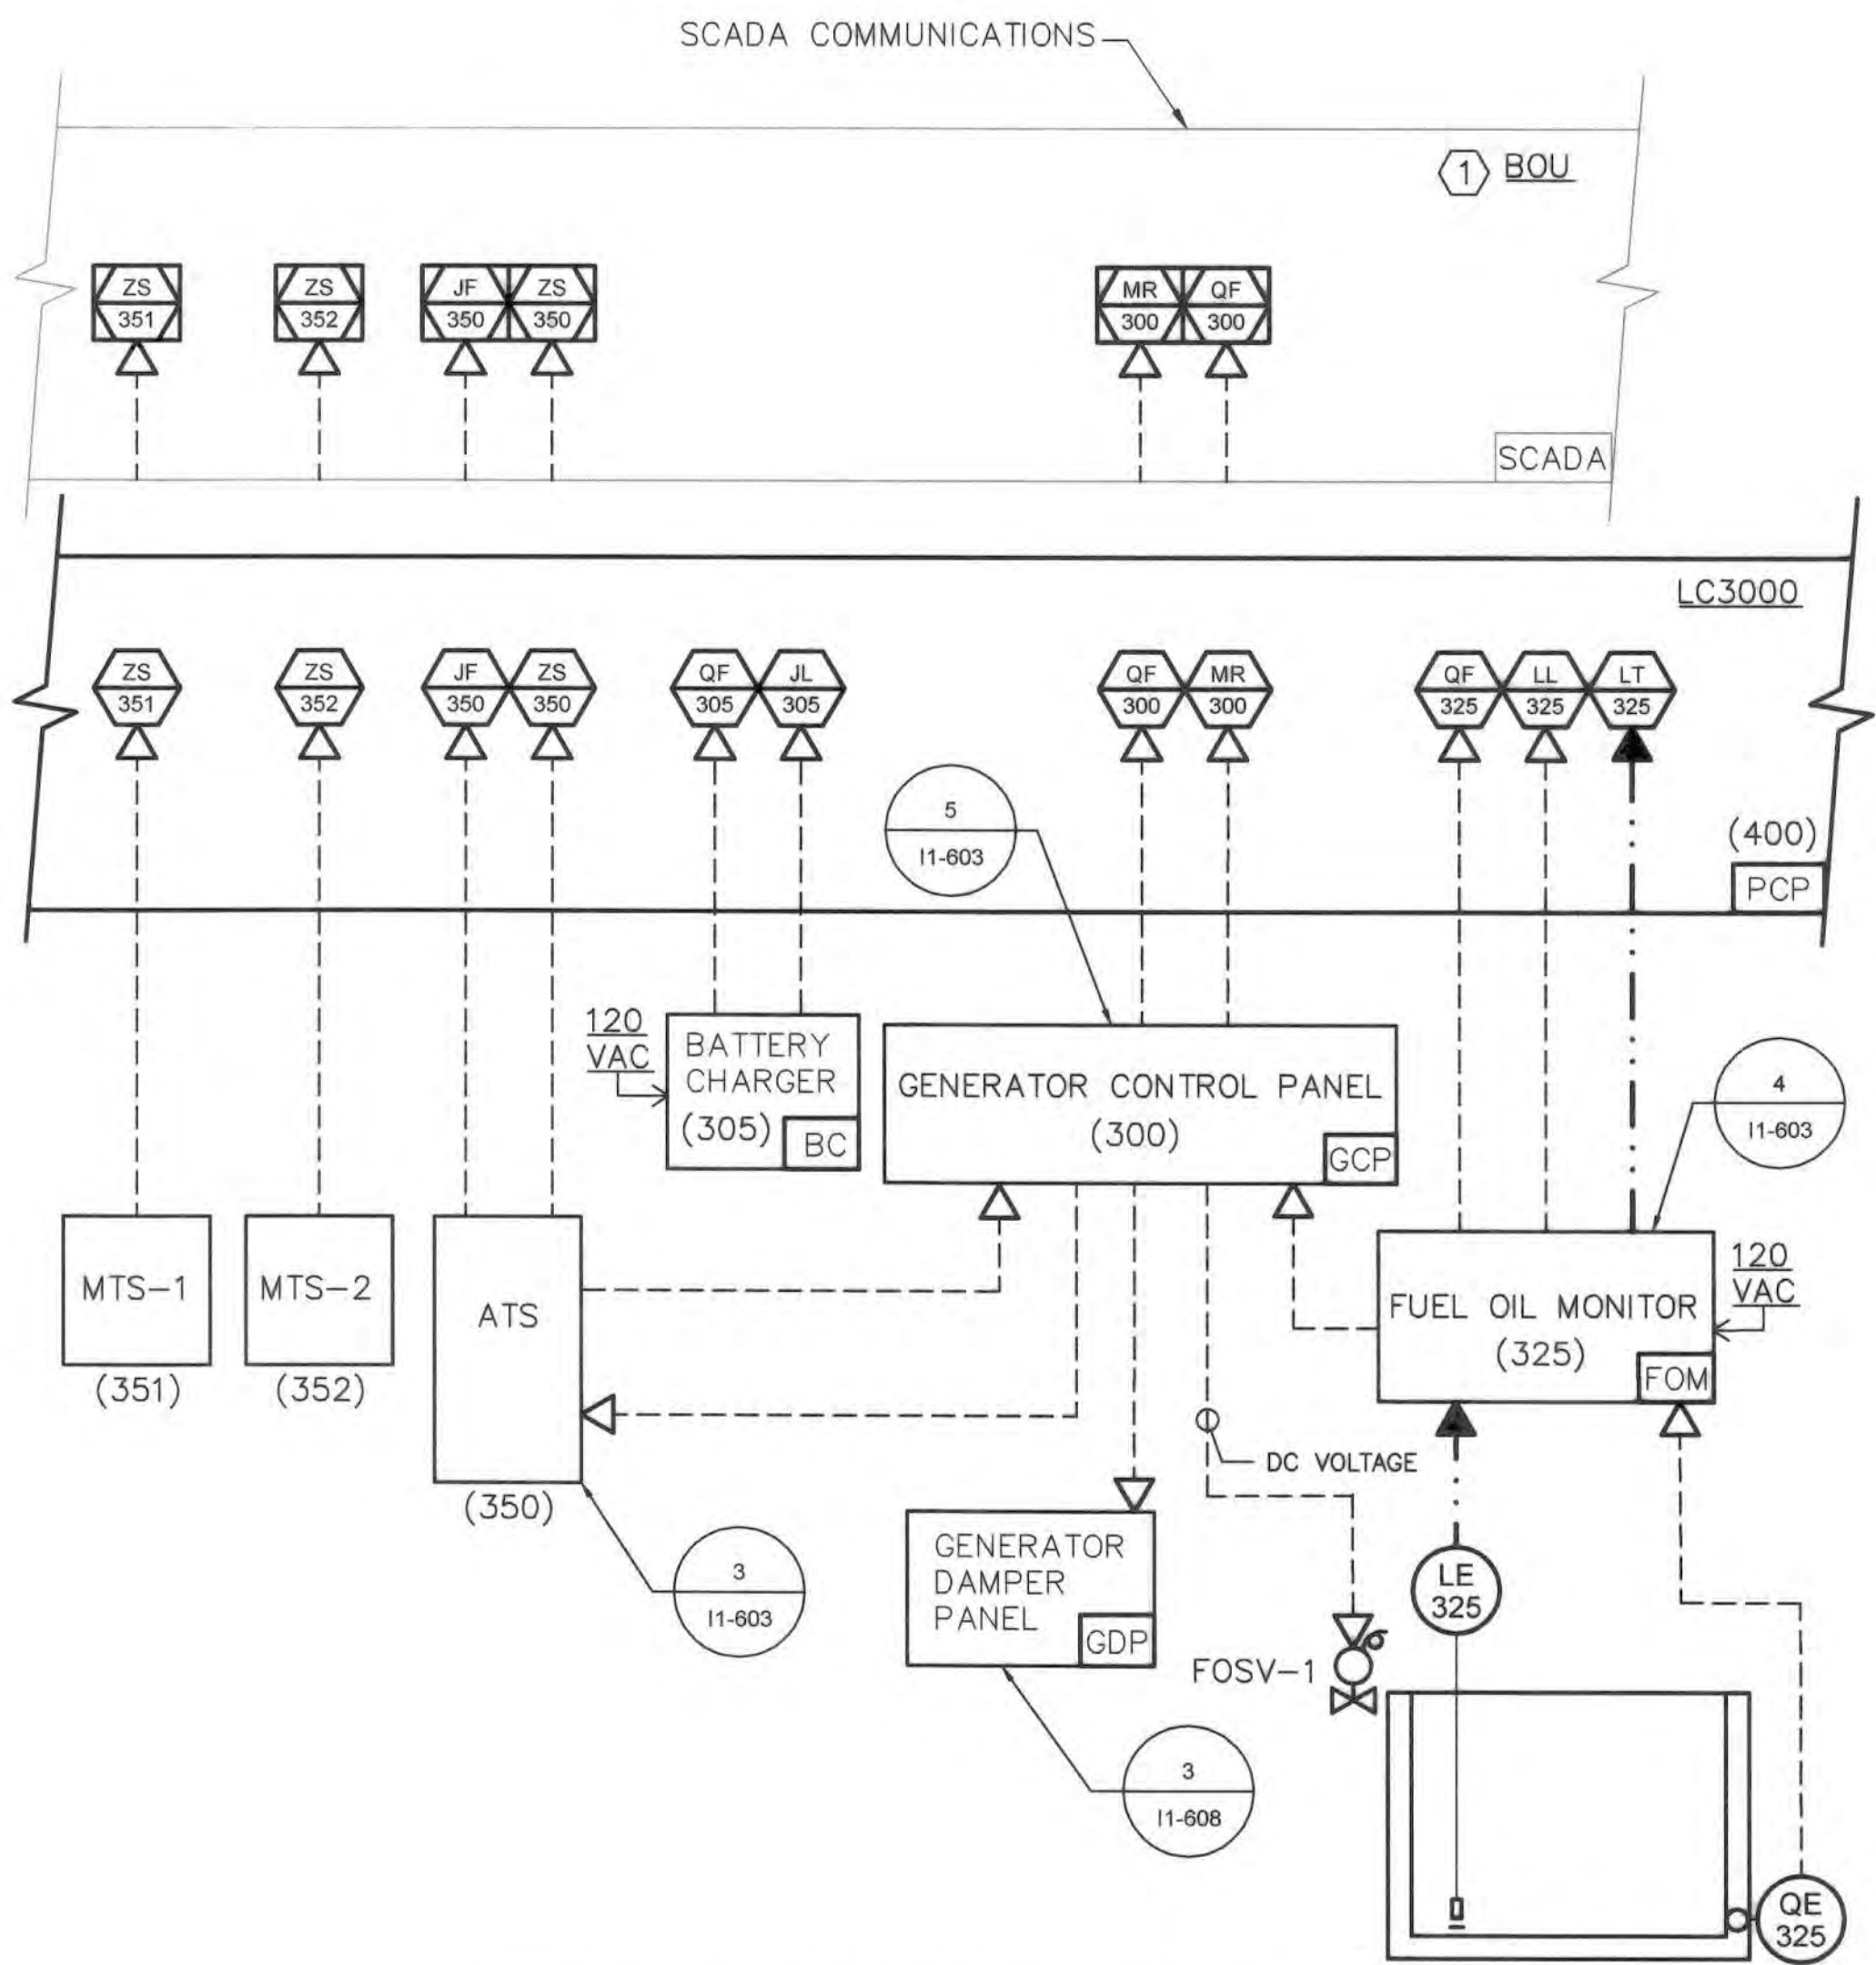 SCADA COMMUNICATIONS
1 BOU
ZS
351
ZS
352
JF
350
ZS
350
MR
300
QF
300
SCADA
LC3000
ZS
351
ZS
352
JF
350
ZS
350
QF
305
JL
305
QF
300
MR
300
QF
325
LL
325
LT
325
5
I1-603
(400)
PCP
120
VAC
BATTERY
CHARGER
(305)
BC
GENERATOR CONTROL PANEL
(300)
GCP
4
I1-603
MTS-1
(351)
MTS-2
(352)
ATS
(350)
FUEL OIL MONITOR
(325)
FOM
120
VAC
DC VOLTAGE
3
I1-603
GENERATOR
DAMPER
PANEL
GDP
LE
325
FOSV-1
3
I1-608
QE
325